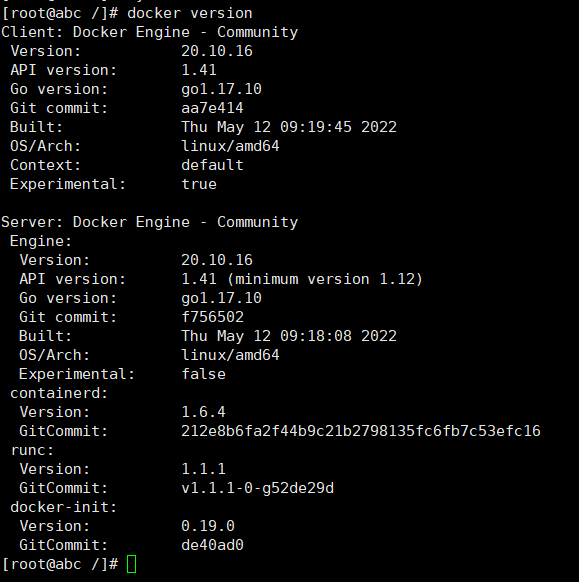 [root@abc /]# docker version
Client: Docker Engine - Community
 Version:           20.10.16
 API version:       1.41
 Go version:        go1.17.10
 Git commit:        aa7e414
 Built:             Thu May 12 09:19:45 2022
 OS/Arch:           linux/amd64
 Context:           default
 Experimental:      true

Server: Docker Engine - Community
 Engine:
  Version:          20.10.16
  API version:      1.41 (minimum version 1.12)
  Go version:       go1.17.10
  Git commit:       f756502
  Built:            Thu May 12 09:18:08 2022
  OS/Arch:          linux/amd64
  Experimental:     false
 containerd:
  Version:          1.6.4
  GitCommit:        212e8b6fa2f44b9c21b2798135fc6fb7c53efc16
 runc:
  Version:          1.1.1
  GitCommit:        v1.1.1-0-g52de29d
 docker-init:
  Version:          0.19.0
  GitCommit:        de40ad0
[root@abc /]#